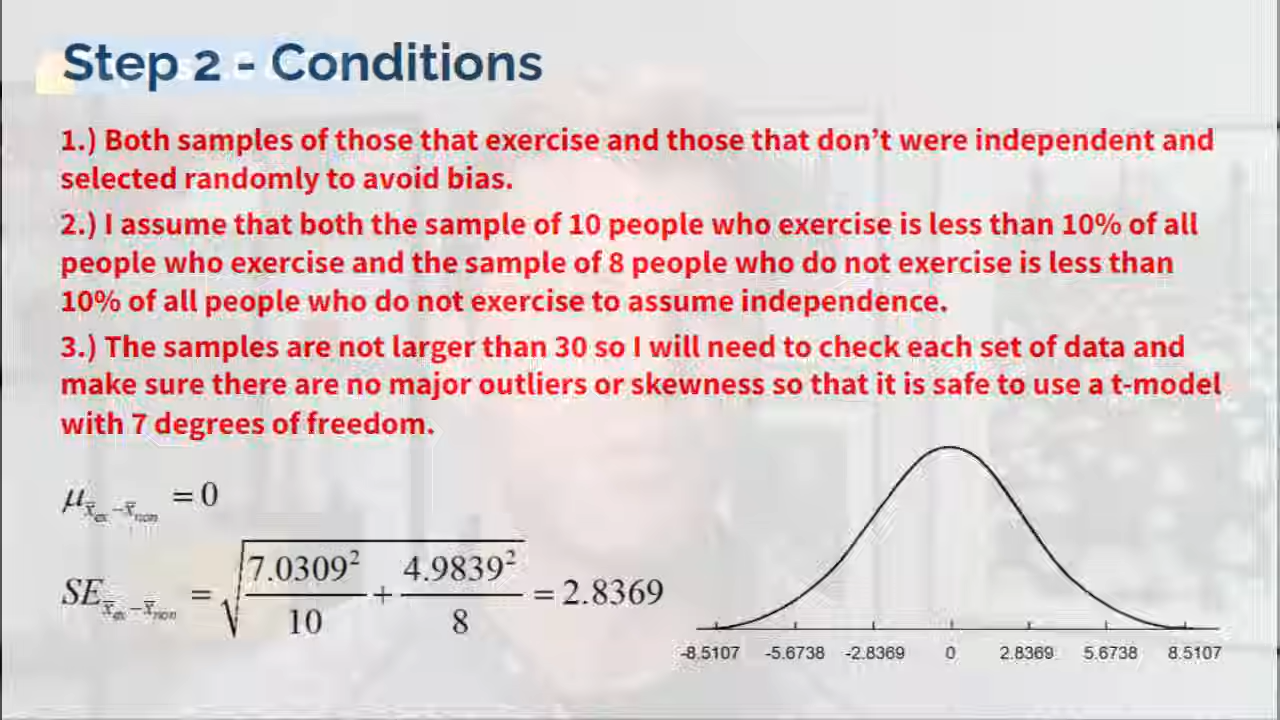 Step 2 - Conditions
1.) Both samples of those that exercise and those that don’t were independent and
selected randomly to avoid bias.
2.) I assume that both the sample of 10 people who exercise is less than 10% of all
people who exercise and the sample of 8 people who do not exercise is less than
10% of all people who do not exercise to assume independence.
3.) The samples are not larger than 30 so I will need to check each set of data and
make sure there are no major outliers or skewness so that it is safe to use a t-model
with 7 degrees of freedom.
μ x̄ex − x̄non = 0
SE x̄ex − x̄non = √(7.0309²/10 + 4.9839²/8) = 2.8369
-8.5107 -5.6738 -2.8369 0 2.8369 5.6738 8.5107